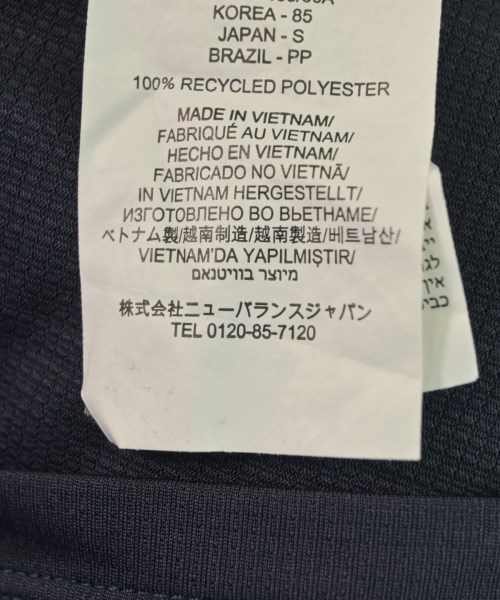 KOREA - 85
JAPAN - S
BRAZIL - PP
100% RECYCLED POLYESTER
MADE IN VIETNAM/
FABRIQUÉ AU VIETNAM/
HECHO EN VIETNAM/
FABRICADO NO VIETNÃ/
IN VIETNAM HERGESTELLT/
ИЗГОТОВЛЕНО ВО ВЬЕТНАМЕ/
ベトナム製/越南制造/越南製造/베트남산/
VIETNAM'DA YAPILMIŞTIR/
מיוצר בוויטנאם
株式会社ニューバランスジャパン
TEL 0120-85-7120